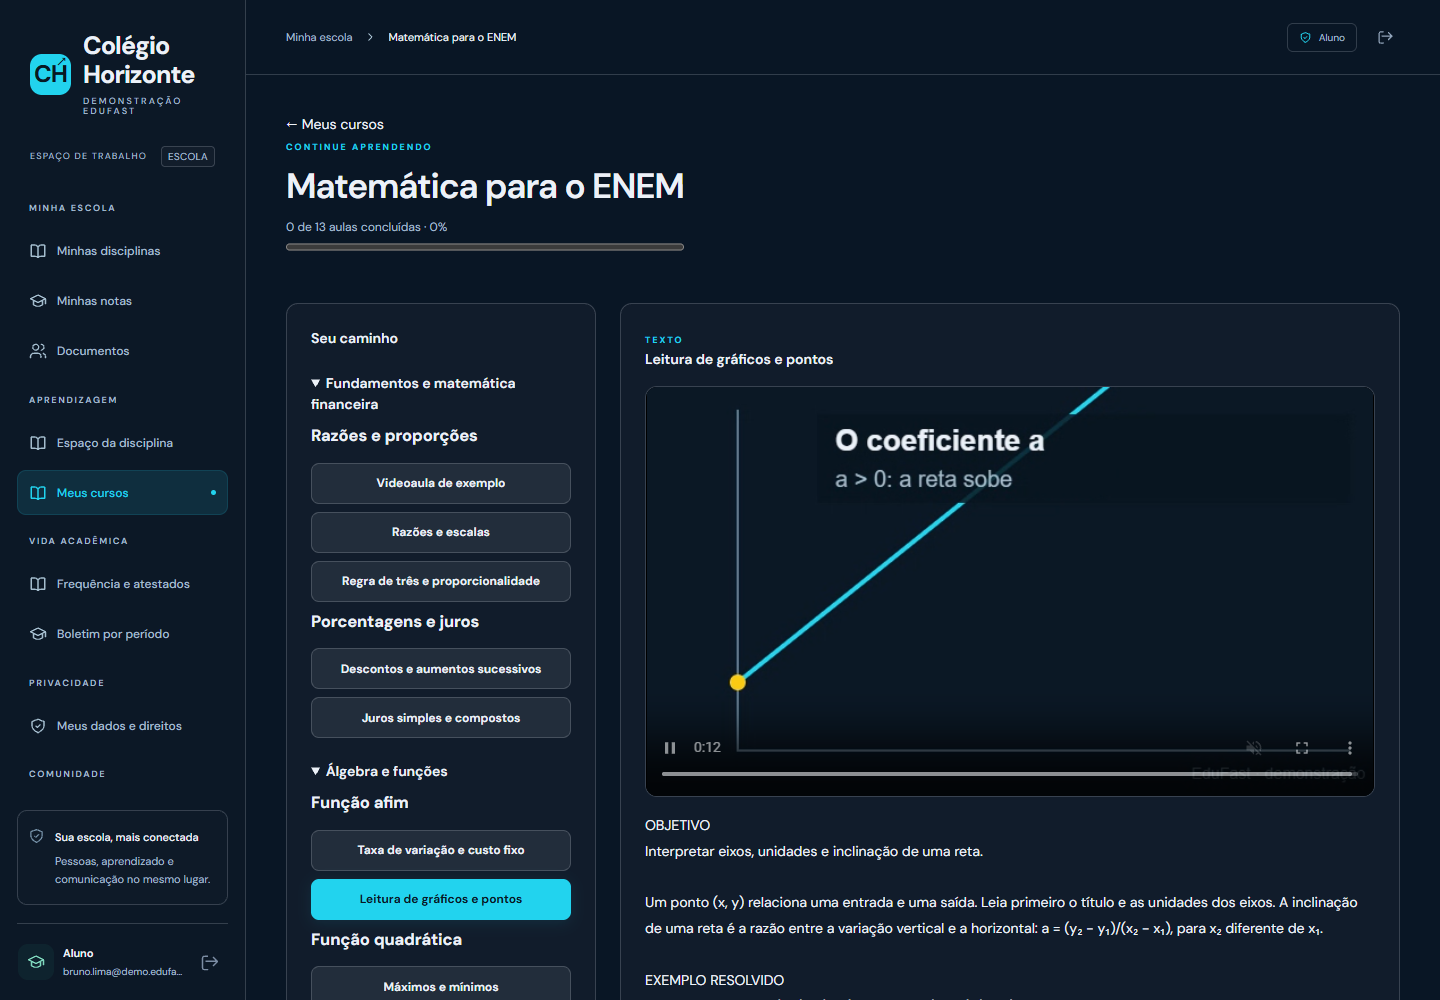 Colégio
Horizonte
CH
DEMONSTRAÇÃO
EDUFAST
ESPAÇO DE TRABALHO
ESCOLA
MINHA ESCOLA
Minhas disciplinas
Minhas notas
Documentos
APRENDIZAGEM
Espaço da disciplina
Meus cursos
VIDA ACADÊMICA
Frequência e atestados
Boletim por período
PRIVACIDADE
Meus dados e direitos
COMUNIDADE
Sua escola, mais conectada
Pessoas, aprendizado e
comunicação no mesmo lugar.
Aluno
bruno.lima@demo.edufa...
Minha escola > Matemática para o ENEM
Aluno
← Meus cursos
CONTINUE APRENDENDO
Matemática para o ENEM
0 de 13 aulas concluídas · 0%
Seu caminho
▼ Fundamentos e matemática
financeira
Razões e proporções
Videoaula de exemplo
Razões e escalas
Regra de três e proporcionalidade
Porcentagens e juros
Descontos e aumentos sucessivos
Juros simples e compostos
▼ Álgebra e funções
Função afim
Taxa de variação e custo fixo
Leitura de gráficos e pontos
Função quadrática
Máximos e mínimos
TEXTO
Leitura de gráficos e pontos
O coeficiente a
a > 0: a reta sobe
0:12
EduFast demonstração
OBJETIVO
Interpretar eixos, unidades e inclinação de uma reta.
Um ponto (x, y) relaciona uma entrada e uma saída. Leia primeiro o título e as unidades dos eixos. A inclinação
de uma reta é a razão entre a variação vertical e a horizontal: a = (y₂ − y₁)/(x₂ − x₁), para x₂ diferente de x₁.
EXEMPLO RESOLVIDO